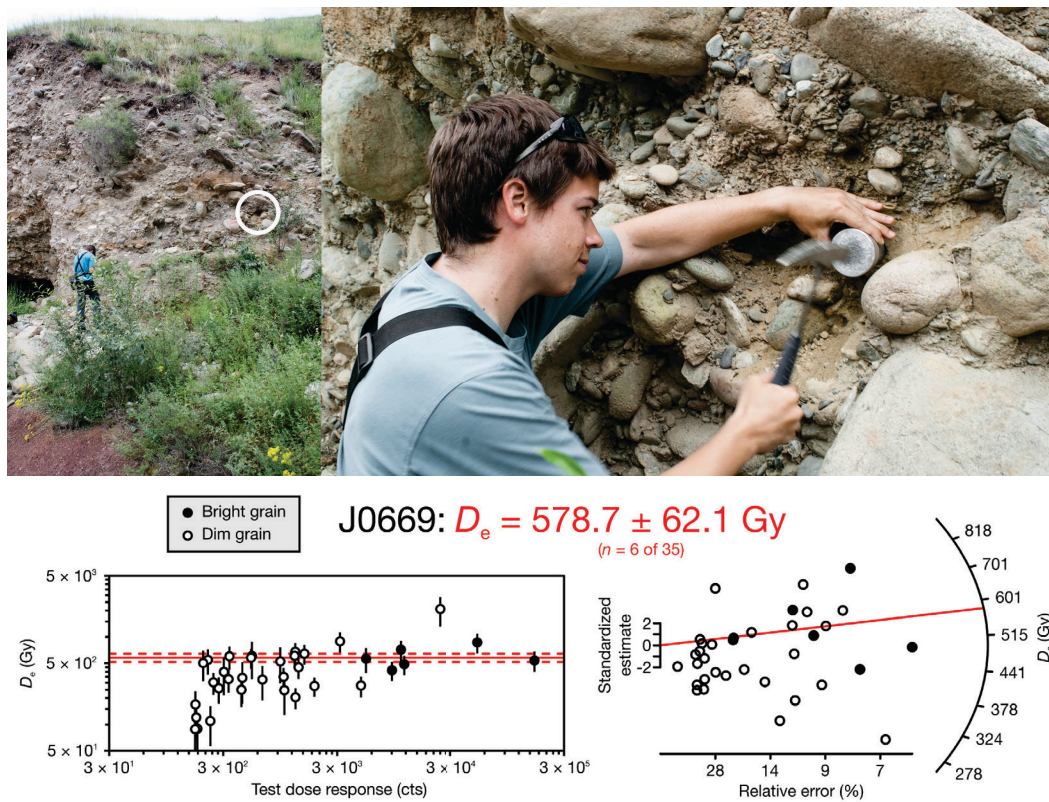 Bright grain
Dim grain
J0669: Dₑ = 578.7 ± 62.1 Gy
(n = 6 of 35)
5 × 10³
5 × 10²
5 × 10¹
Dₑ (Gy)
3 × 10¹
3 × 10²
3 × 10³
3 × 10⁴
3 × 10⁵
Test dose response (cts)
Standardized
estimate
2
0
-2
28
14
9
7
Relative error (%)
818
701
601
515
441
378
324
278